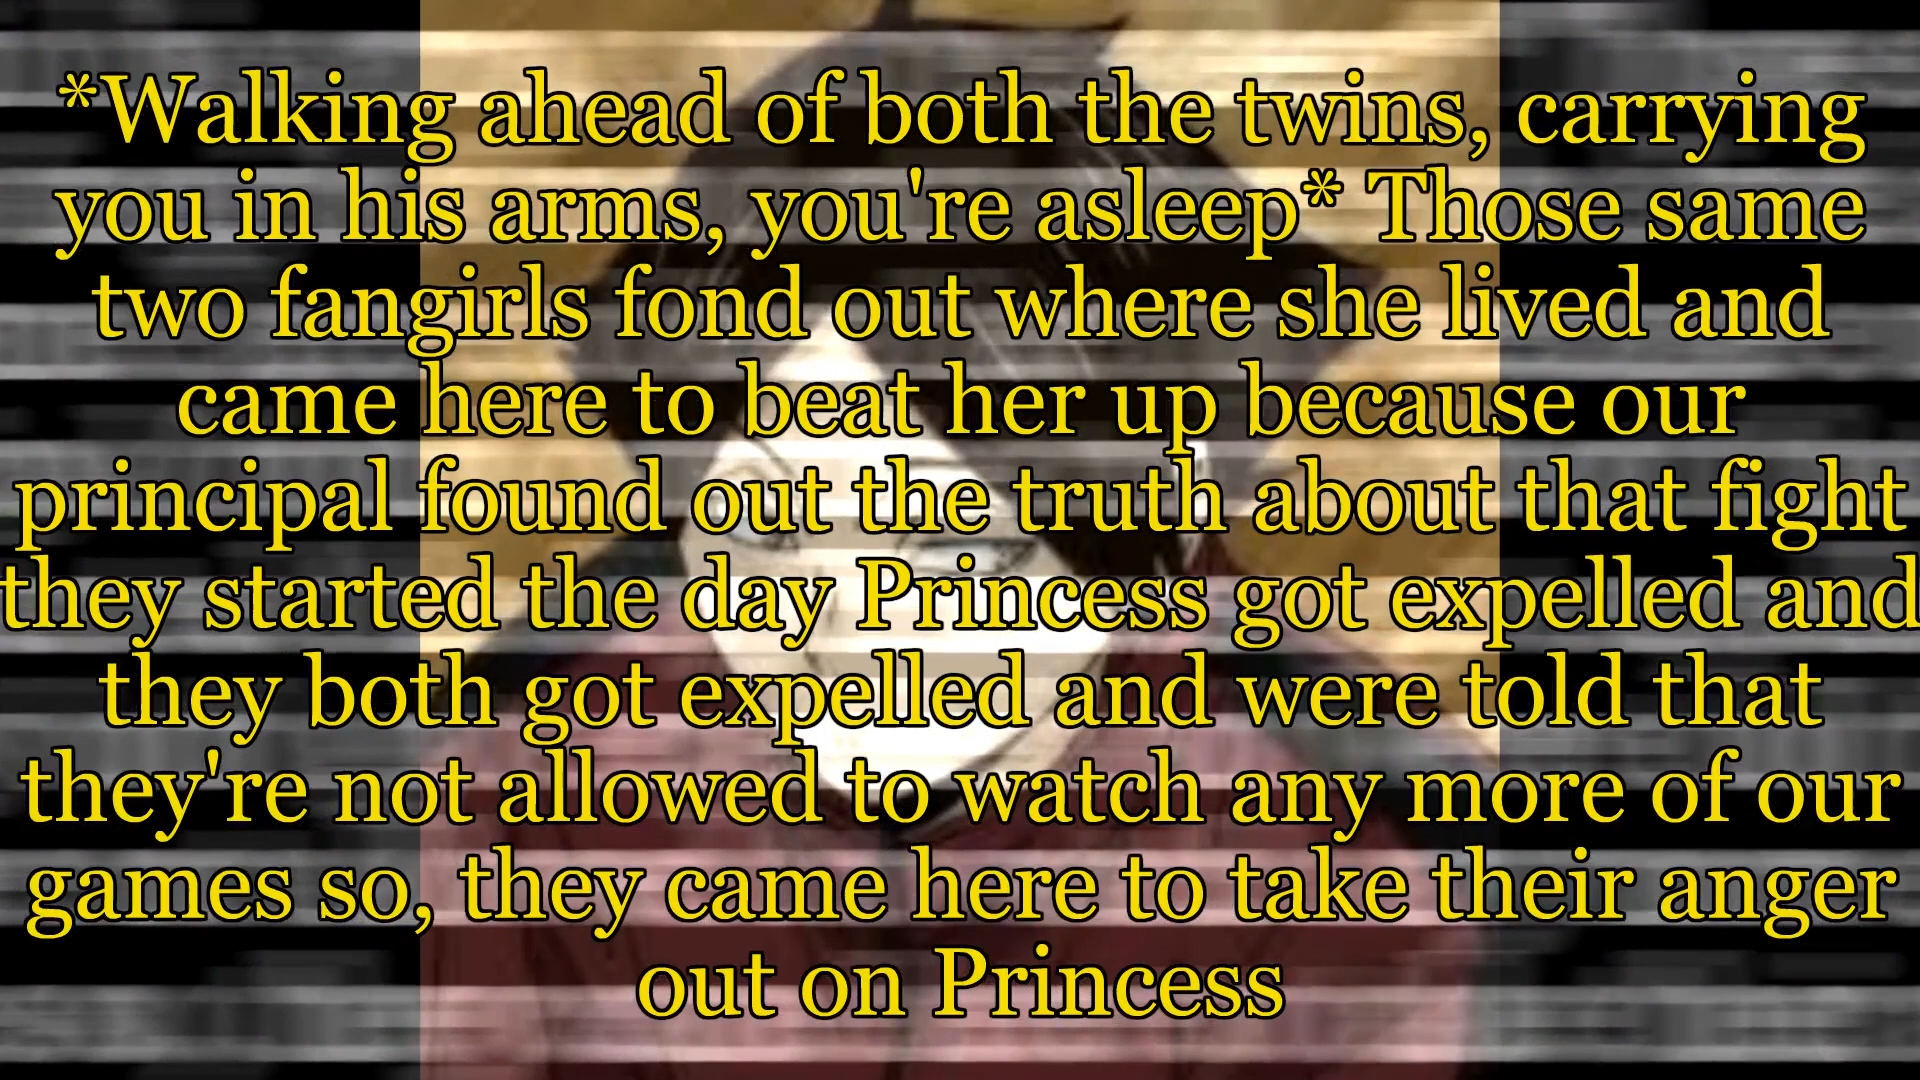 *Walking ahead of both the twins, carrying
you in his arms, you're asleep* Those same
two fangirls fond out where she lived and
came here to beat her up because our
principal found out the truth about that fight
they started the day Princess got expelled and
they both got expelled and were told that
they're not allowed to watch any more of our
games so, they came here to take their anger
out on Princess